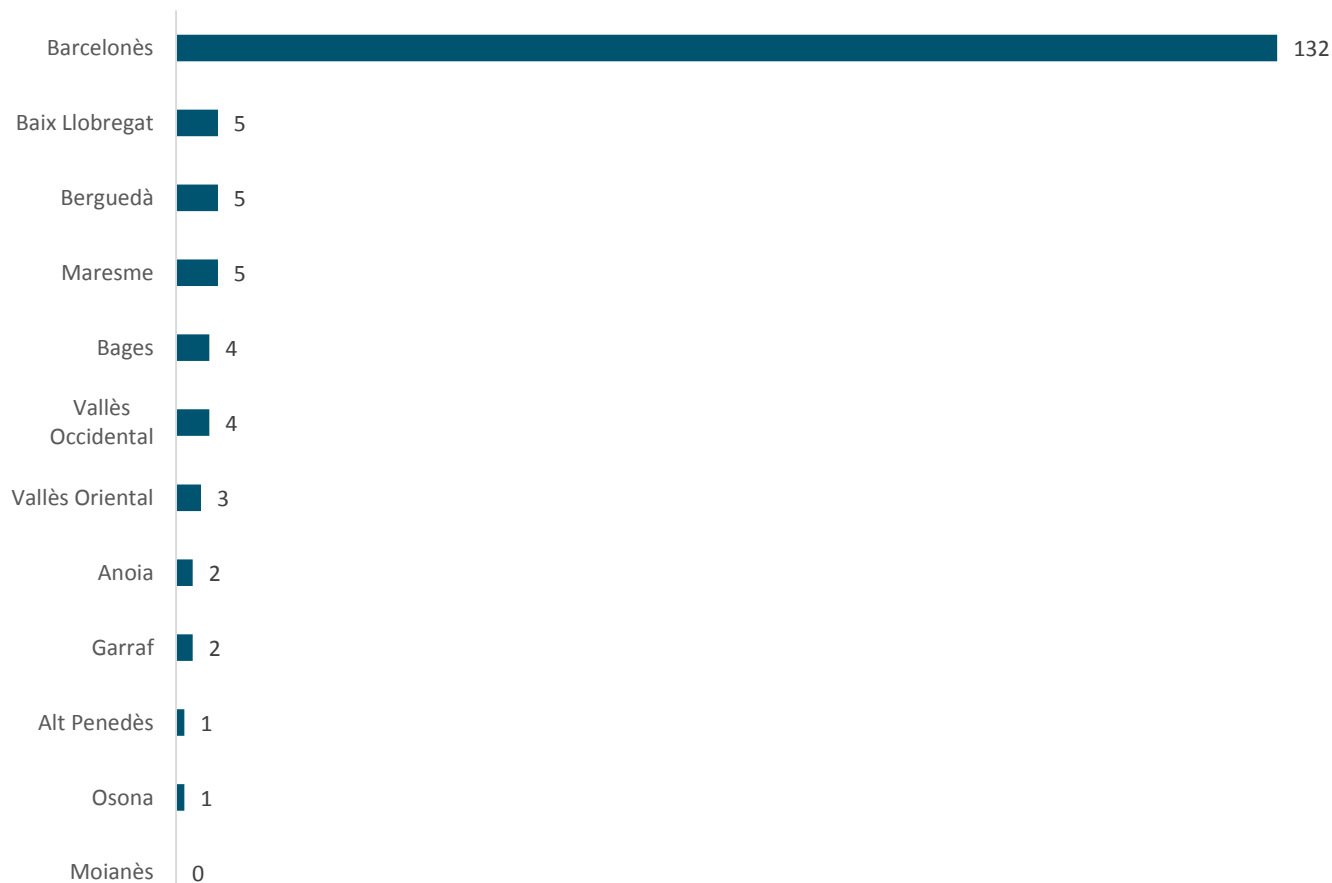 Barcelonès 132
Baix Llobregat 5
Berguedà 5
Maresme 5
Bages 4
Vallès
Occidental 4
Vallès Oriental 3
Anoia 2
Garraf 2
Alt Penedès 1
Osona 1
Moianès 0